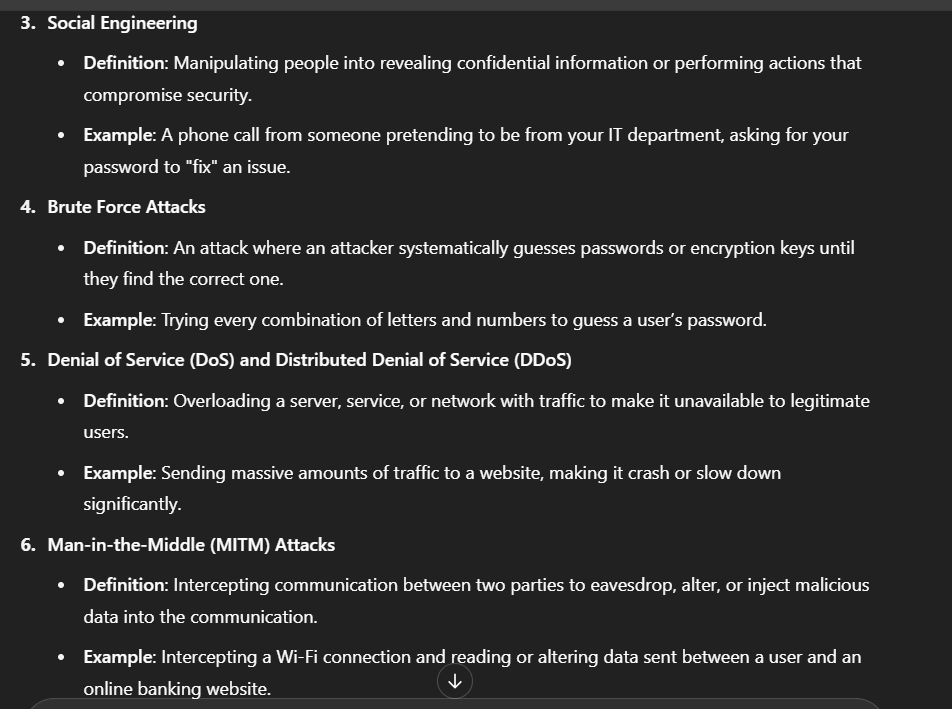 3. Social Engineering
• Definition: Manipulating people into revealing confidential information or performing actions that
compromise security.
• Example: A phone call from someone pretending to be from your IT department, asking for your
password to "fix" an issue.
4. Brute Force Attacks
• Definition: An attack where an attacker systematically guesses passwords or encryption keys until
they find the correct one.
• Example: Trying every combination of letters and numbers to guess a user’s password.
5. Denial of Service (DoS) and Distributed Denial of Service (DDoS)
• Definition: Overloading a server, service, or network with traffic to make it unavailable to legitimate
users.
• Example: Sending massive amounts of traffic to a website, making it crash or slow down
significantly.
6. Man-in-the-Middle (MITM) Attacks
• Definition: Intercepting communication between two parties to eavesdrop, alter, or inject malicious
data into the communication.
• Example: Intercepting a Wi-Fi connection and reading or altering data sent between a user and an
online banking website.